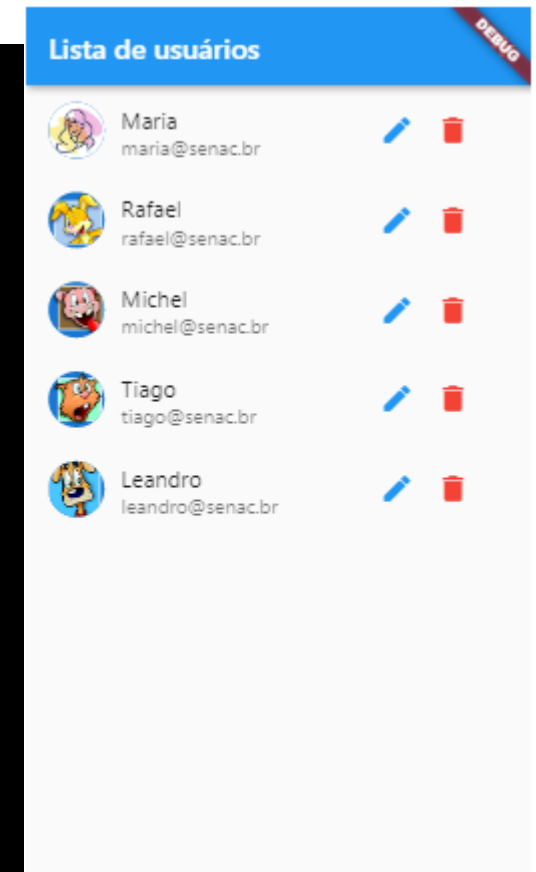 Lista de usuários
DEBUG
Maria
maria@senac.br
Rafael
rafael@senac.br
Michel
michel@senac.br
Tiago
tiago@senac.br
Leandro
leandro@senac.br